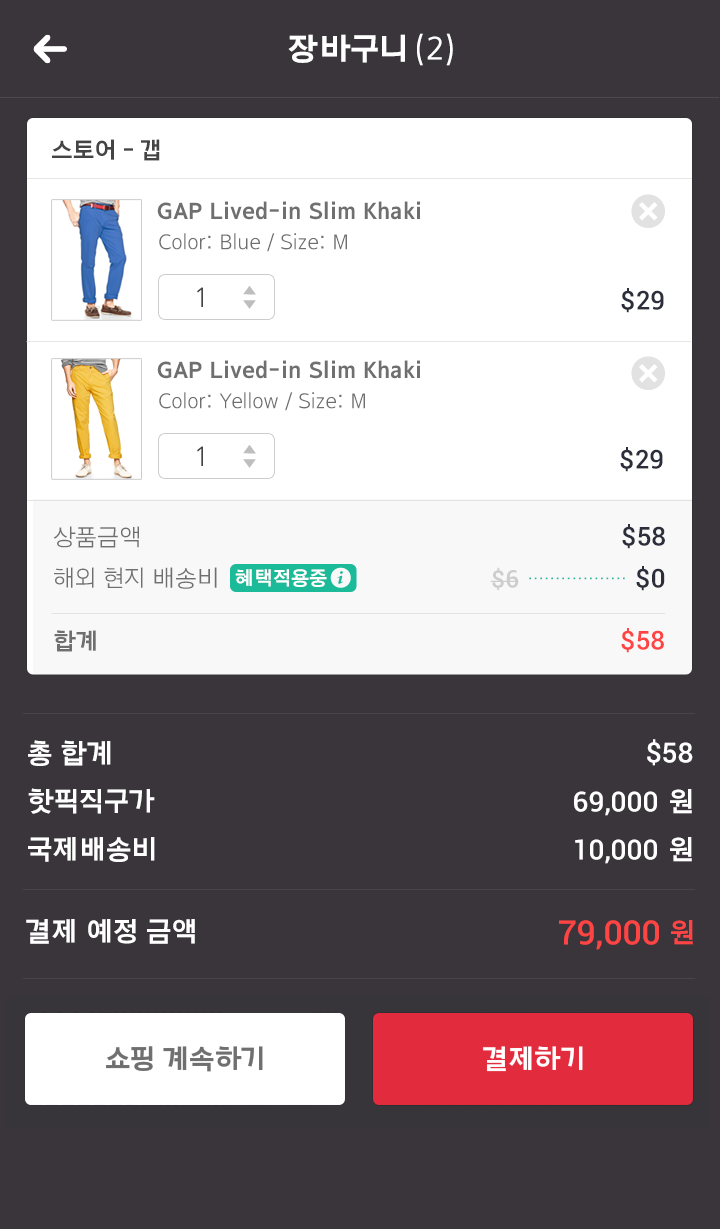 장바구니 (2)
스토어 - 갭
GAP Lived-in Slim Khaki
Color: Blue / Size: M
1
$29
GAP Lived-in Slim Khaki
Color: Yellow / Size: M
1
$29
상품금액 $58
해외 현지 배송비 혜택적용중 i $6 $0
합계 $58
총 합계 $58
핫픽직구가 69,000 원
국제배송비 10,000 원
결제 예정 금액 79,000 원
쇼핑 계속하기 결제하기